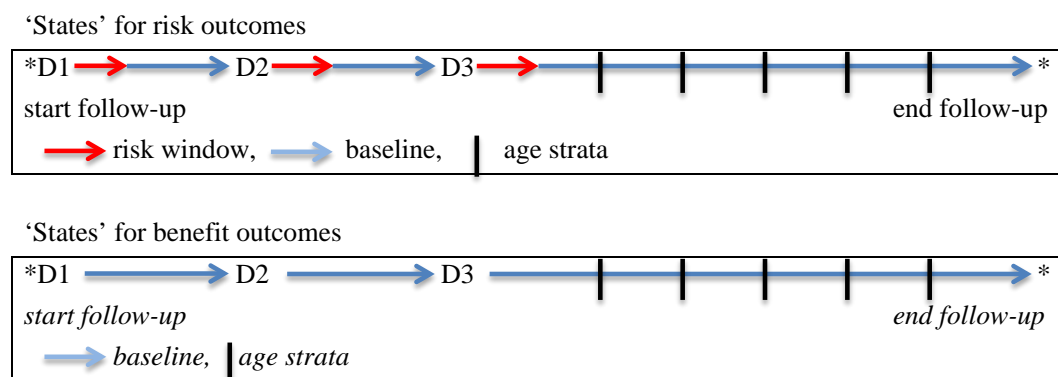 ‘States’ for risk outcomes
*D1 D2 D3 *
start follow-up end follow-up
risk window, baseline, age strata
‘States’ for benefit outcomes
*D1 D2 D3 *
start follow-up end follow-up
baseline, age strata